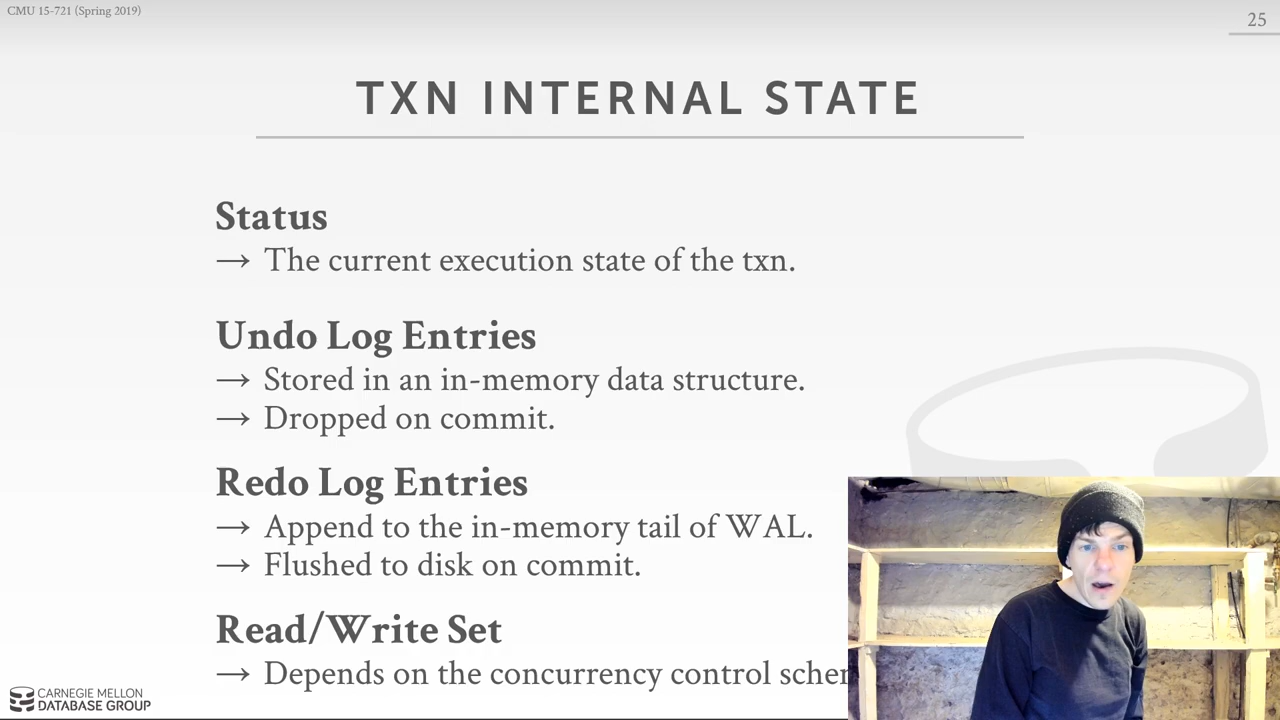 CMU 15-721 (Spring 2019)
25
TXN INTERNAL STATE
Status
→ The current execution state of the txn.
Undo Log Entries
→ Stored in an in-memory data structure.
→ Dropped on commit.
Redo Log Entries
→ Append to the in-memory tail of WAL.
→ Flushed to disk on commit.
Read/Write Set
→ Depends on the concurrency control
CARNEGIE MELLON
DATABASE GROUP